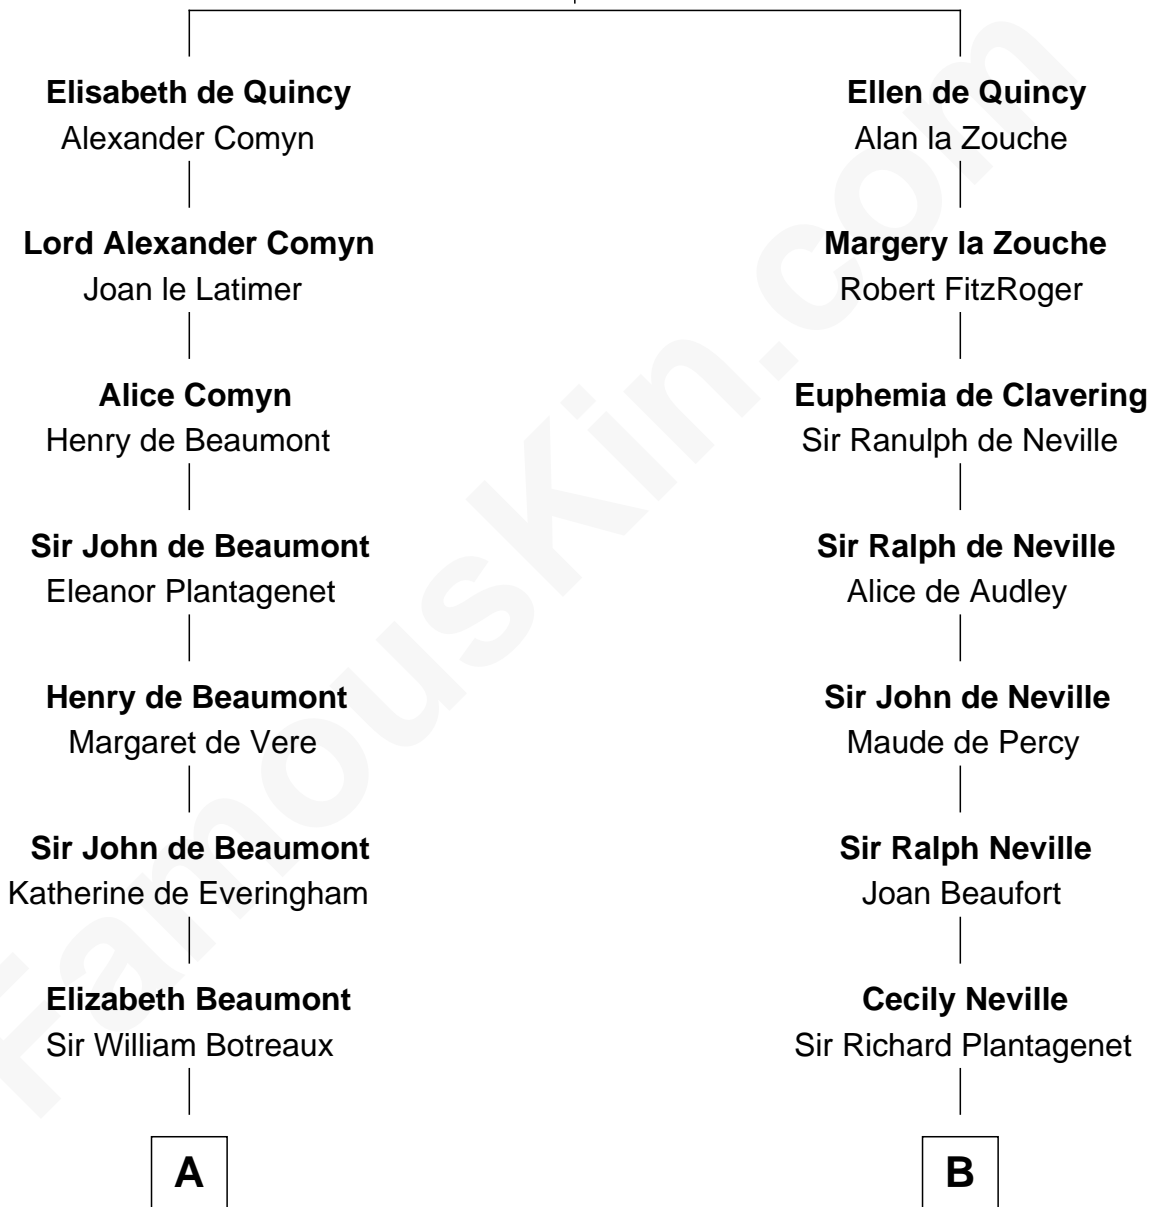 Elisabeth de Quincy
Alexander Comyn
Lord Alexander Comyn
Joan le Latimer
Alice Comyn
Henry de Beaumont
Sir John de Beaumont
Eleanor Plantagenet
Henry de Beaumont
Margaret de Vere
Sir John de Beaumont
Katherine de Everingham
Elizabeth Beaumont
Sir William Botreaux
A
Ellen de Quincy
Alan la Zouche
Margery la Zouche
Robert FitzRoger
Euphemia de Clavering
Sir Ranulph de Neville
Sir Ralph de Neville
Alice de Audley
Sir John de Neville
Maude de Percy
Sir Ralph Neville
Joan Beaufort
Cecily Neville
Sir Richard Plantagenet
B
FamousKin.com